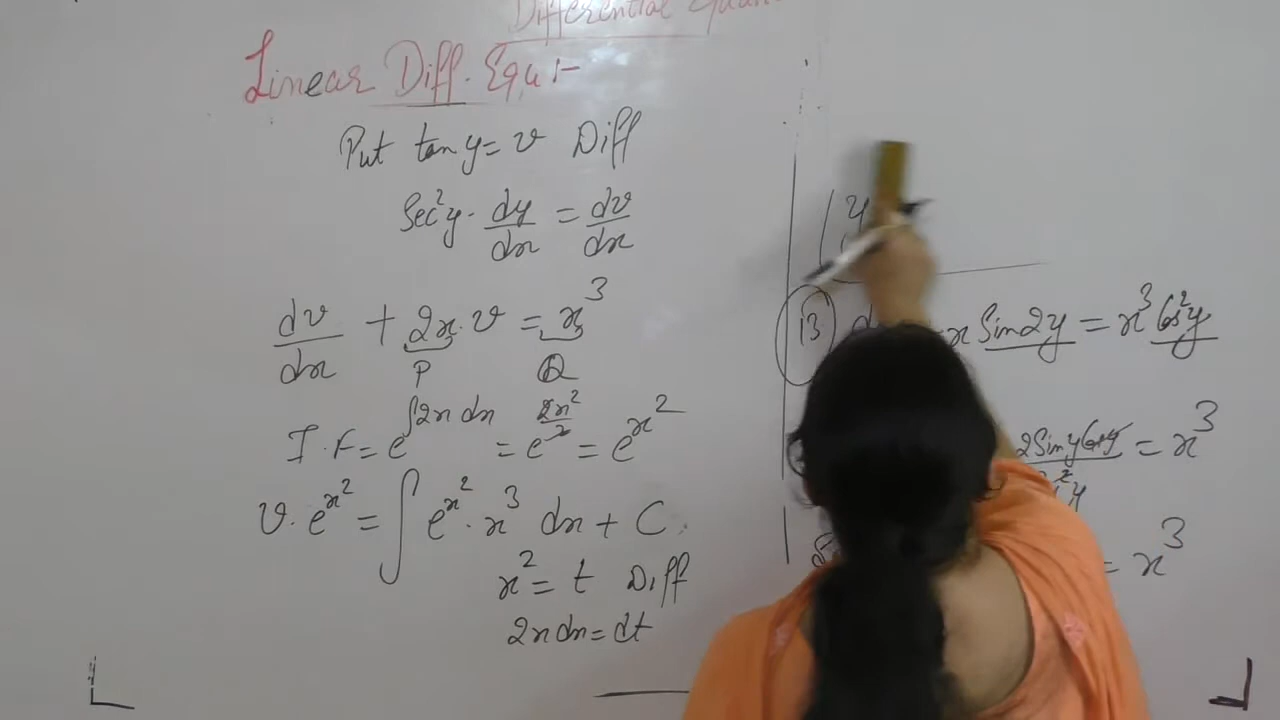 Differential Equan
Linear Diff. Equ:-
Put tan y = v Diff
Sec²y · dy/dx = dv/dx
dv/dx + 2x · v = x³
P Q
I.F = e^∫2x dx = e^2x²/2 = e^x²
v · e^x² = ∫ e^x² · x³ dx + C.
x² = t Diff
2x dx = dt
y
13 x Sin2y = x³ Cos²y
2 Sin y Cos y = x³
= x³